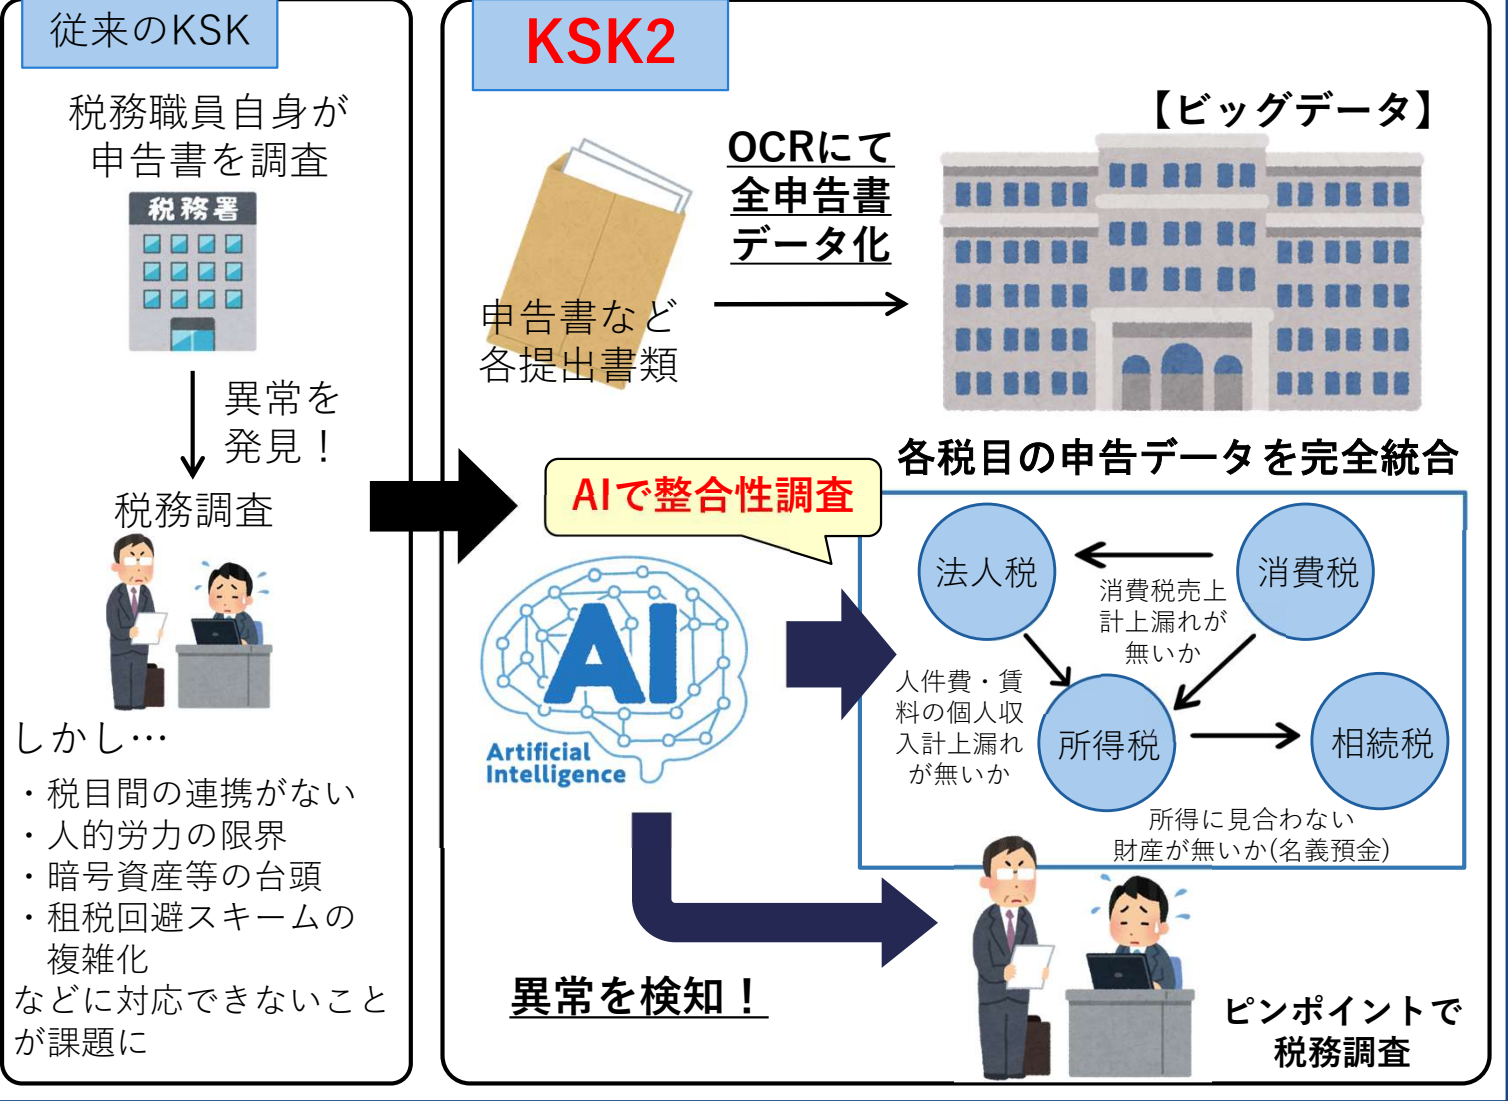 従来のKSK
税務職員自身が
申告書を調査
税務署
異常を
発見！
税務調査
しかし…
・税目間の連携がない
・人的労力の限界
・暗号資産等の台頭
・租税回避スキームの
複雑化
などに対応できないこと
が課題に
KSK2
申告書など
各提出書類
OCRにて
全申告書
データ化
【ビッグデータ】
各税目の申告データを完全統合
AIで整合性調査
AI
Artificial
Intelligence
法人税
消費税
消費税売上
計上漏れが
無いか
人件費・賃
料の個人収
入計上漏れ
が無いか
所得税
相続税
所得に見合わない
財産が無いか(名義預金)
異常を検知！
ピンポイントで
税務調査